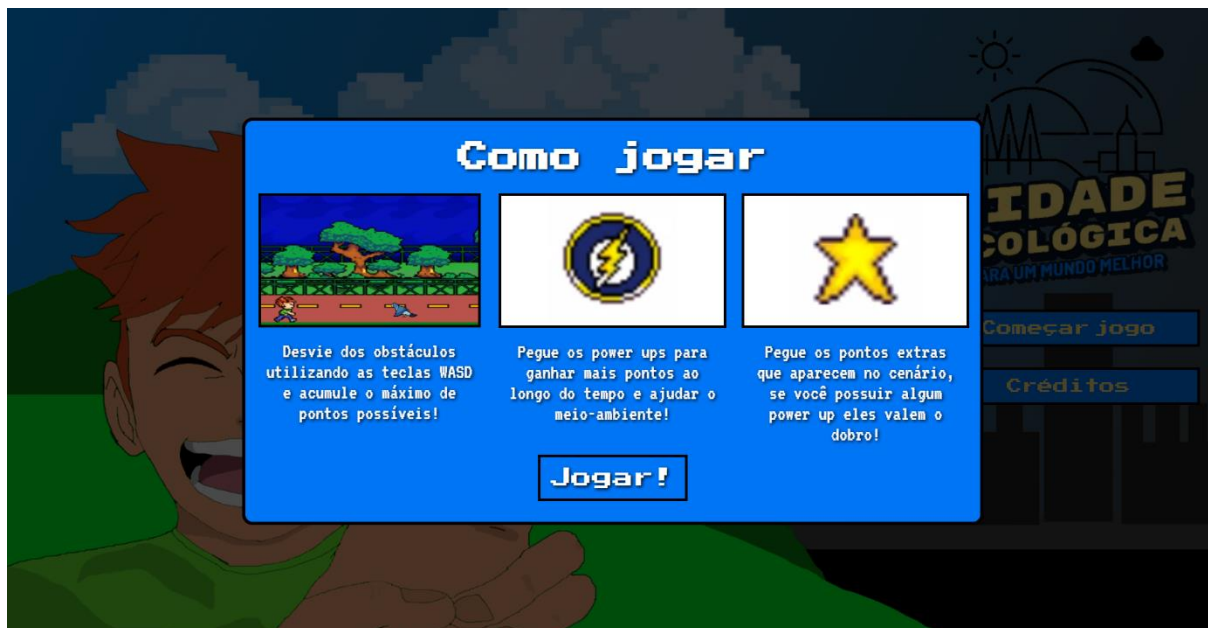 Como jogar
Desvie dos obstáculos
utilizando as teclas WASD
e acumule o máximo de
pontos possíveis!
Pegue os power ups para
ganhar mais pontos ao
longo do tempo e ajudar o
meio-ambiente!
Pegue os pontos extras
que aparecem no cenário,
se você possuir algum
power up eles valem o
dobro!
Jogar!
IDADE
COLÓGICA
ARA UM MUNDO MELHOR
Começar jogo
Créditos